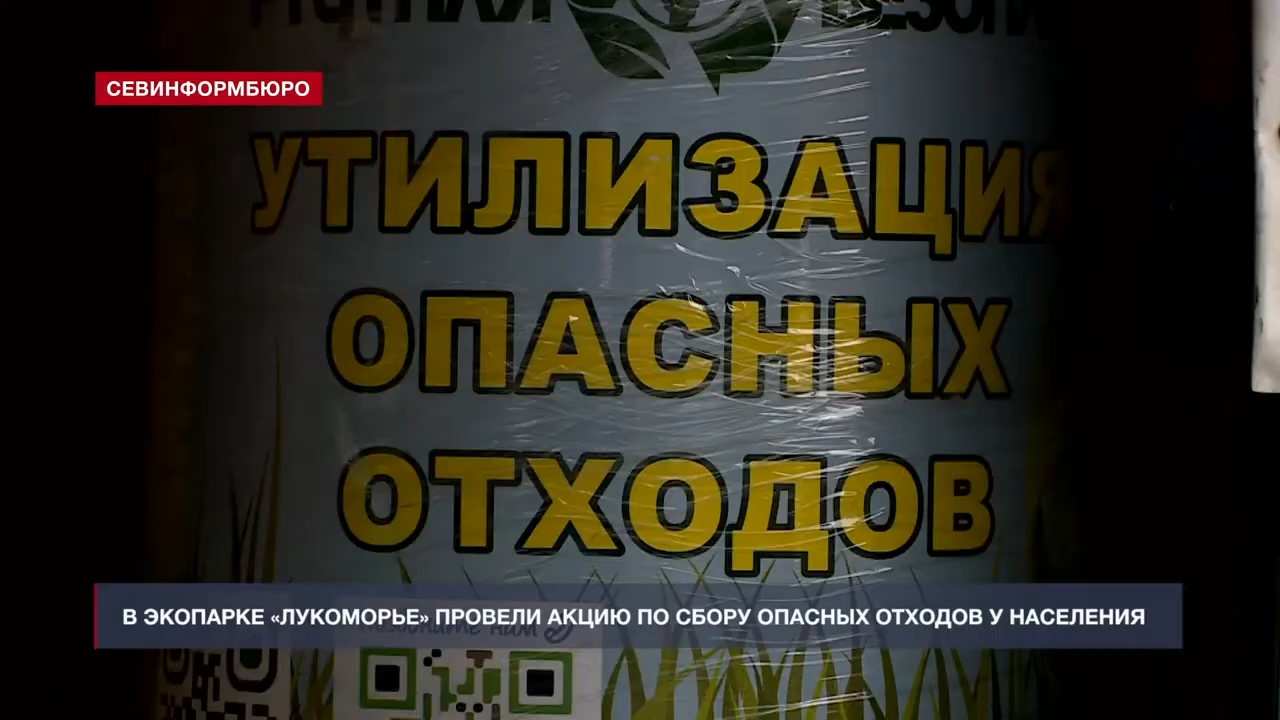 СЕВИНФОРМБЮРО
УТИЛИЗАЦИЯ
ОПАСНЫХ
ОТХОДОВ
В ЭКОПАРКЕ «ЛУКОМОРЬЕ» ПРОВЕЛИ АКЦИЮ ПО СБОРУ ОПАСНЫХ ОТХОДОВ У НАСЕЛЕНИЯ